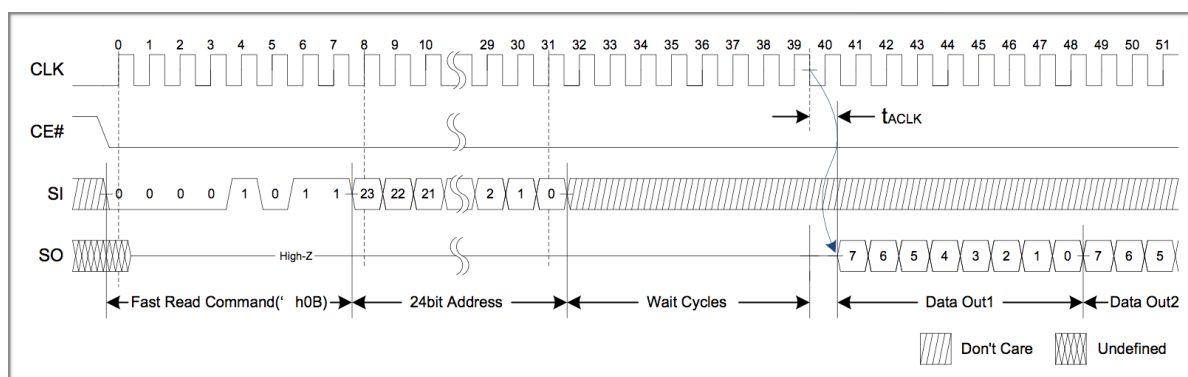 0 1 2 3 4 5 6 7 8 9 10 29 30 31 32 33 34 35 36 37 38 39 40 41 42 43 44 45 46 47 48 49 50 51
CLK
tACLK
CE#
SI 0 0 0 0 1 0 1 1 23 22 21 2 1 0
SO High-Z 7 6 5 4 3 2 1 0 7 6 5
Fast Read Command(‘ h0B) 24bit Address Wait Cycles Data Out1 Data Out2
Don't Care Undefined